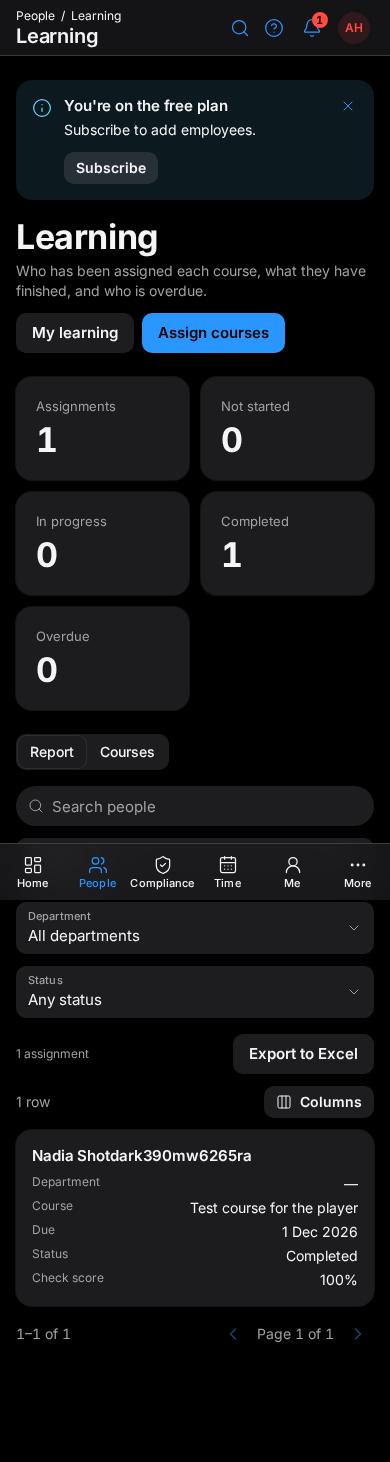 People / Learning
Learning
1
AH
You're on the free plan
Subscribe to add employees.
Subscribe
Learning
Who has been assigned each course, what they have
finished, and who is overdue.
My learning
Assign courses
Assignments
1
Not started
0
In progress
0
Completed
1
Overdue
0
Report
Courses
Search people
Home
People
Compliance
Time
Me
More
Department
All departments
Status
Any status
1 assignment
Export to Excel
1 row
Columns
Nadia Shotdark390mw6265ra
Department —
Course Test course for the player
Due 1 Dec 2026
Status Completed
Check score 100%
1–1 of 1
Page 1 of 1